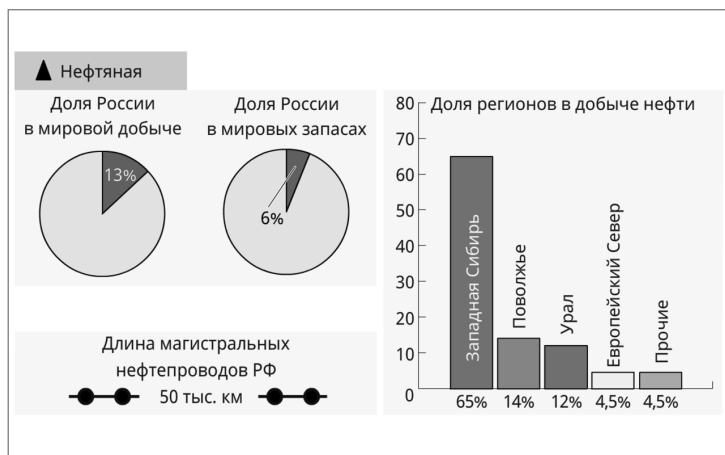 Нефтяная
Доля России
в мировой добыче
13%
Доля России
в мировых запасах
6%
Длина магистральных
нефтепроводов РФ
50 тыс. км
Доля регионов в добыче нефти
80
70
60
50
40
30
20
10
0
Западная Сибирь
Поволжье
Урал
Европейский Север
Прочие
65% 14% 12% 4,5% 4,5%